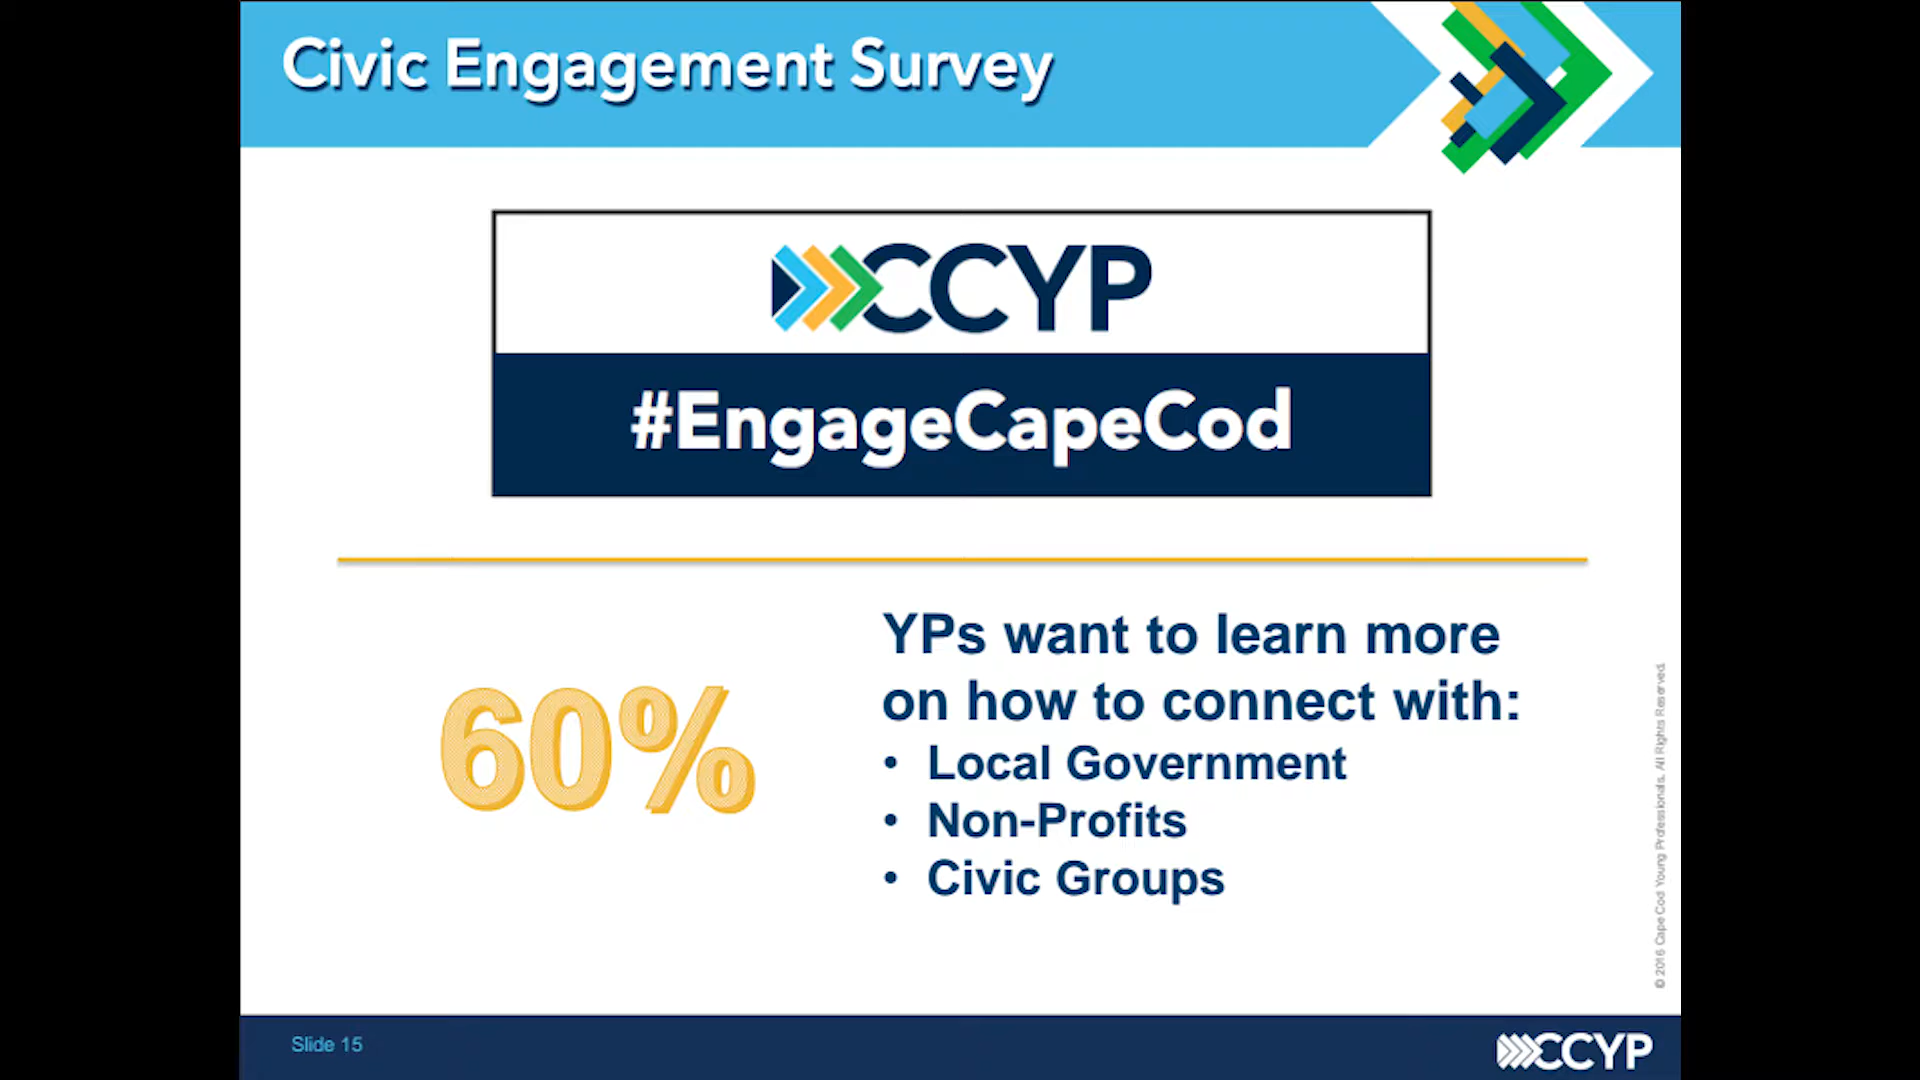 Civic Engagement Survey
CCYP
#EngageCapeCod
60%
YPs want to learn more
on how to connect with:
• Local Government
• Non-Profits
• Civic Groups
© 2016 Cape Cod Young Professionals. All Rights Reserved.
Slide 15
CCYP